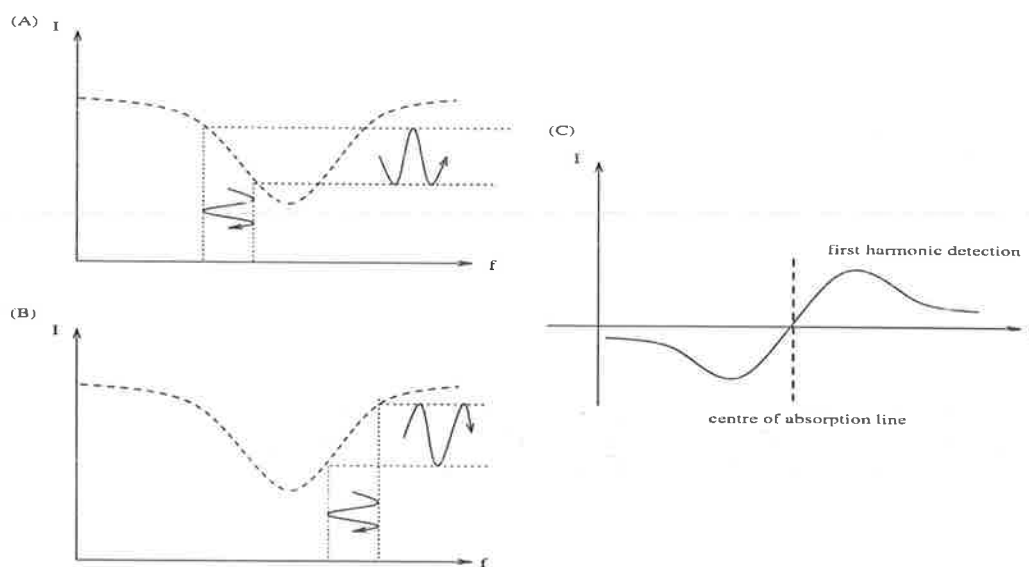 (A)
I
f
(B)
I
f
(C)
I
first harmonic detection
centre of absorption line